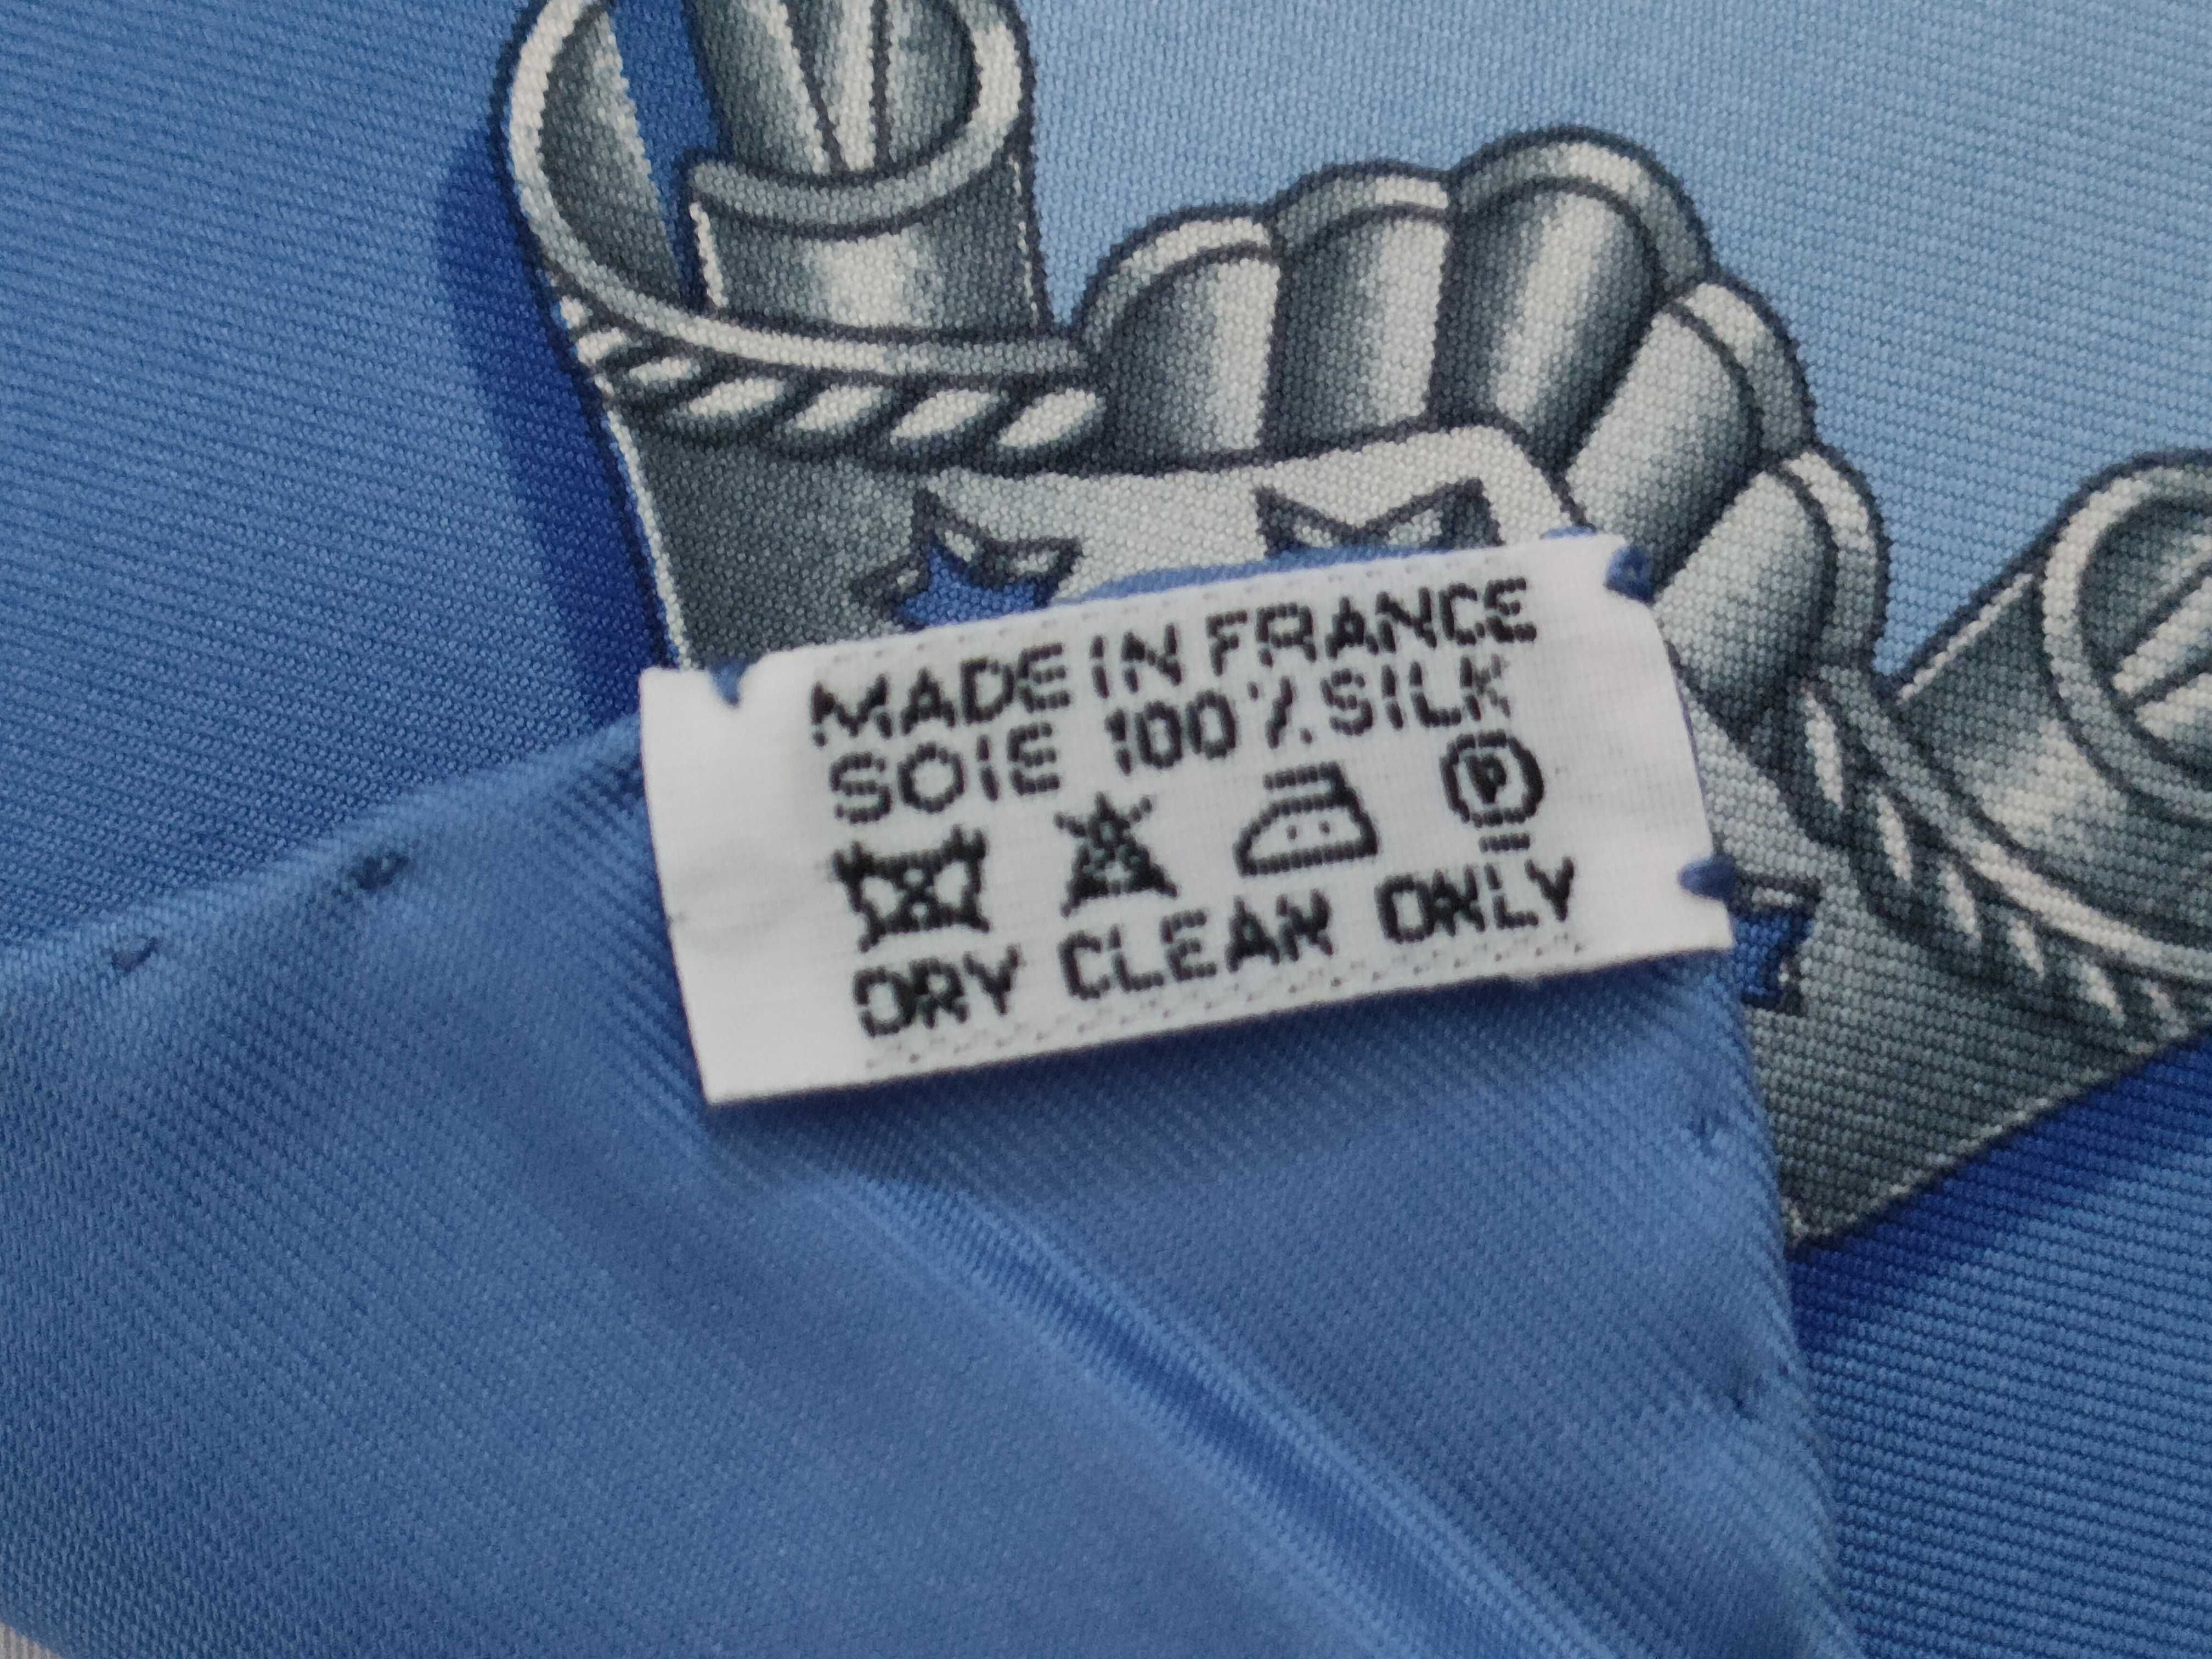 MADE IN FRANCE
SOIE 100% SILK
P
DRY CLEAN ONLY